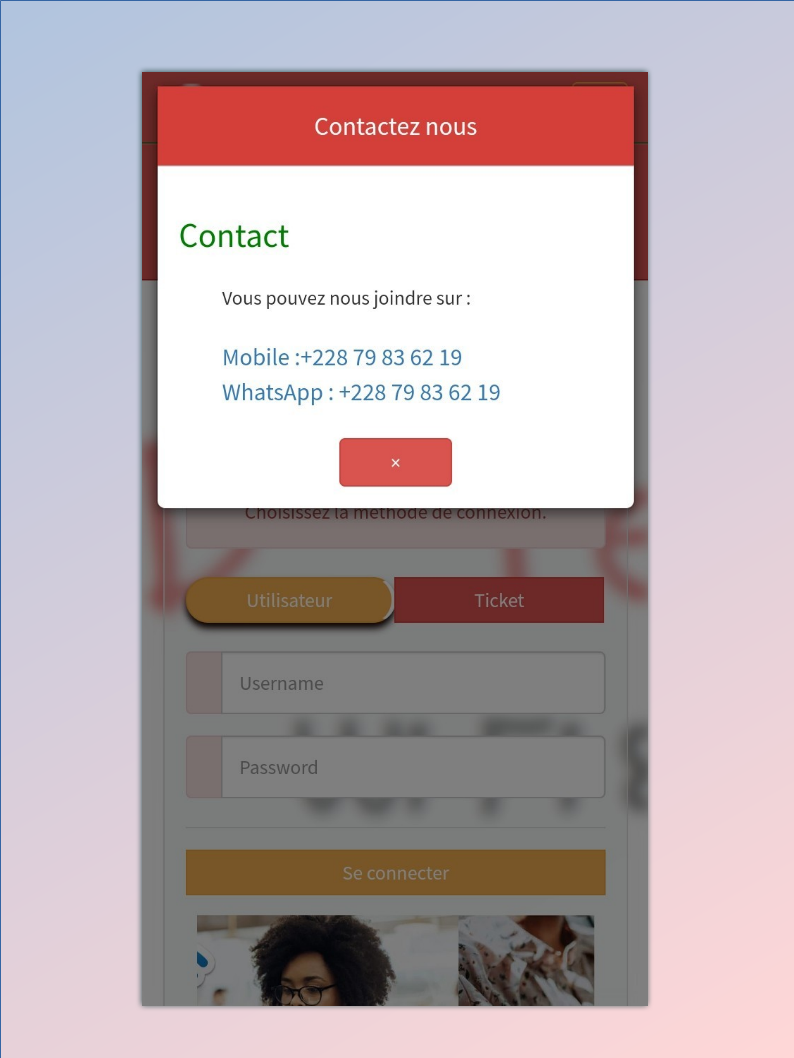 Contactez nous
Contact
Vous pouvez nous joindre sur :
Mobile :+228 79 83 62 19
WhatsApp : +228 79 83 62 19
×
Choisissez la méthode de connexion.
Utilisateur
Ticket
Username
Password
Se connecter